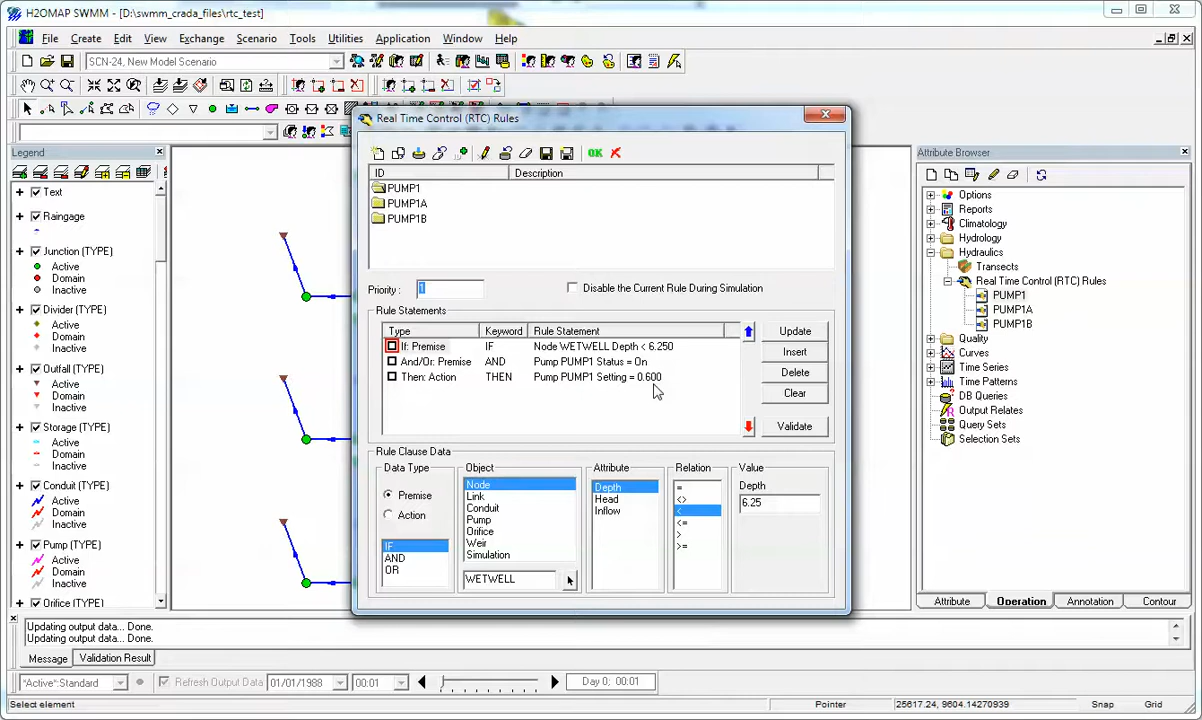 H2OMAP SWMM - [D:\swmm_crada_files\rtc_test]
File Create Edit View Exchange Scenario Tools Utilities Application Window Help
SCN-24, New Model Scenario
Legend
Text
Raingage
Junction (TYPE)
Active
Domain
Inactive
Divider (TYPE)
Active
Domain
Inactive
Outfall (TYPE)
Active
Domain
Inactive
Storage (TYPE)
Active
Domain
Inactive
Conduit (TYPE)
Active
Domain
Inactive
Pump (TYPE)
Active
Domain
Inactive
Orifice (TYPE)
Real Time Control (RTC) Rules
OK
ID Description
PUMP1
PUMP1A
PUMP1B
Priority : 1 Disable the Current Rule During Simulation
Rule Statements
Type Keyword Rule Statement
If: Premise IF Node WETWELL Depth < 6.250
And/Or: Premise AND Pump PUMP1 Status = On
Then: Action THEN Pump PUMP1 Setting = 0.600
Update
Insert
Delete
Clear
Validate
Rule Clause Data
Data Type
Premise
Action
IF
AND
OR
Object
Node
Link
Conduit
Pump
Orifice
Weir
Simulation
WETWELL
Attribute
Depth
Head
Inflow
Relation
=
<>
<
<=
>
>=
Value
Depth
6.25
Attribute Browser
Options
Reports
Climatology
Hydrology
Hydraulics
Transects
Real Time Control (RTC) Rules
PUMP1
PUMP1A
PUMP1B
Quality
Curves
Time Series
Time Patterns
DB Queries
Output Relates
Query Sets
Selection Sets
Attribute Operation Annotation Contour
Updating output data... Done.
Updating output data... Done.
Message Validation Result
*Active*:Standard Refresh Output Data 01/01/1988 00:01 Day 0; 00:01
Select element Pointer 25617.24, 9604.14270939 Snap Grid